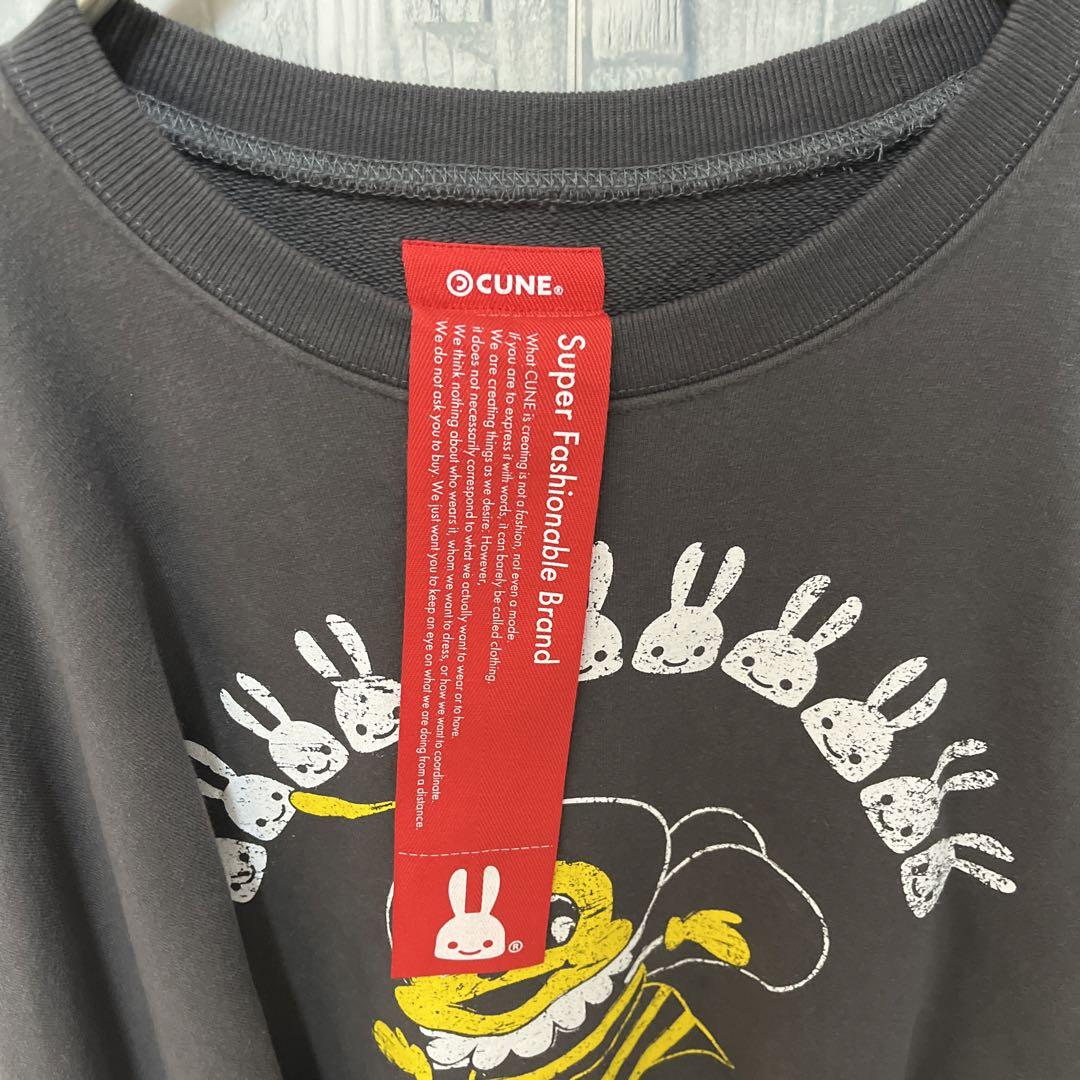 CUNE®
Super Fashionable Brand
What CUNE is creating is not a fashion, not even a mode.
If you are to express it with words, it can barely be called clothing.
We are creating things as we desire. However,
it does not necessarily correspond to what we actually want to wear or to have.
We think nothing about who wears it, whom we want to dress, or how we want to coordinate.
We do not ask you to buy. We just want you to keep an eye on what we are doing from a distance.
®